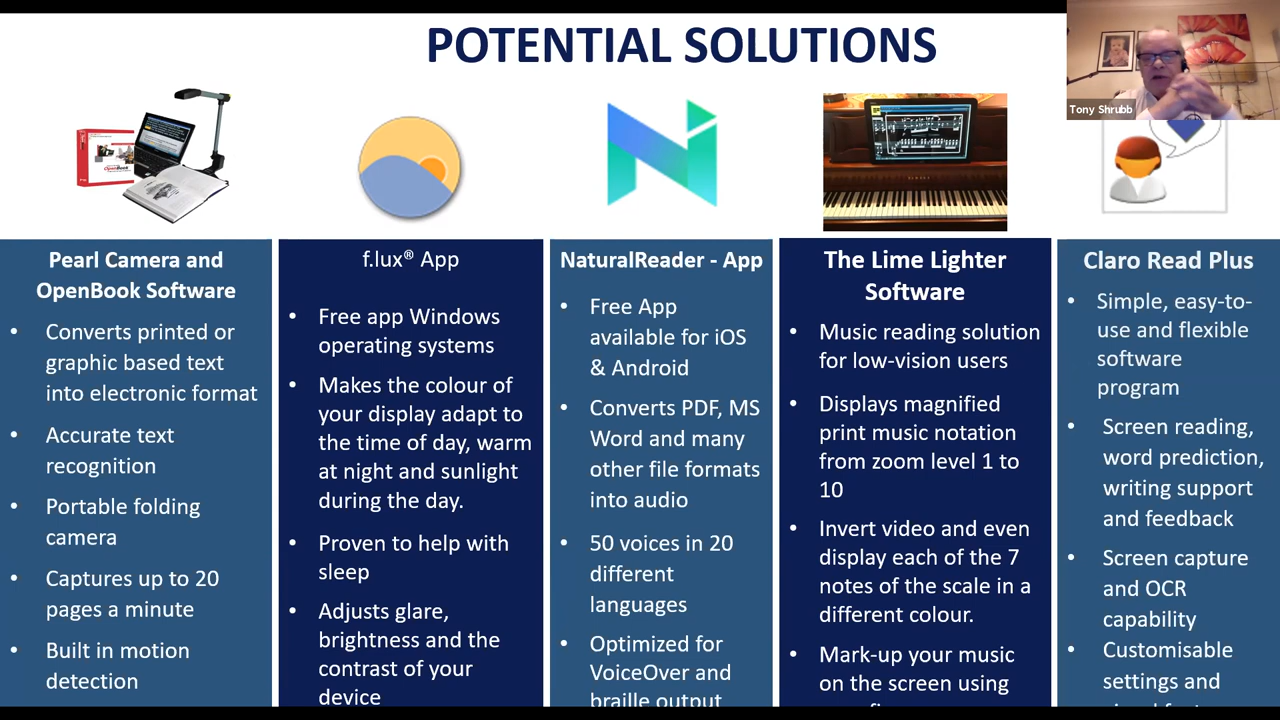 POTENTIAL SOLUTIONS
Tony Shrubb
OpenBook
Pearl Camera and
OpenBook Software
• Converts printed or
graphic based text
into electronic format
• Accurate text
recognition
• Portable folding
camera
• Captures up to 20
pages a minute
• Built in motion
detection
f.lux® App
• Free app Windows
operating systems
• Makes the colour of
your display adapt to
the time of day, warm
at night and sunlight
during the day.
• Proven to help with
sleep
• Adjusts glare,
brightness and the
contrast of your
device
NaturalReader - App
• Free App
available for iOS
& Android
• Converts PDF, MS
Word and many
other file formats
into audio
• 50 voices in 20
different
languages
• Optimized for
VoiceOver and
braille output
The Lime Lighter
Software
• Music reading solution
for low-vision users
• Displays magnified
print music notation
from zoom level 1 to
10
• Invert video and even
display each of the 7
notes of the scale in a
different colour.
• Mark-up your music
on the screen using
Claro Read Plus
• Simple, easy-to-
use and flexible
software
program
• Screen reading,
word prediction,
writing support
and feedback
• Screen capture
and OCR
capability
• Customisable
settings and